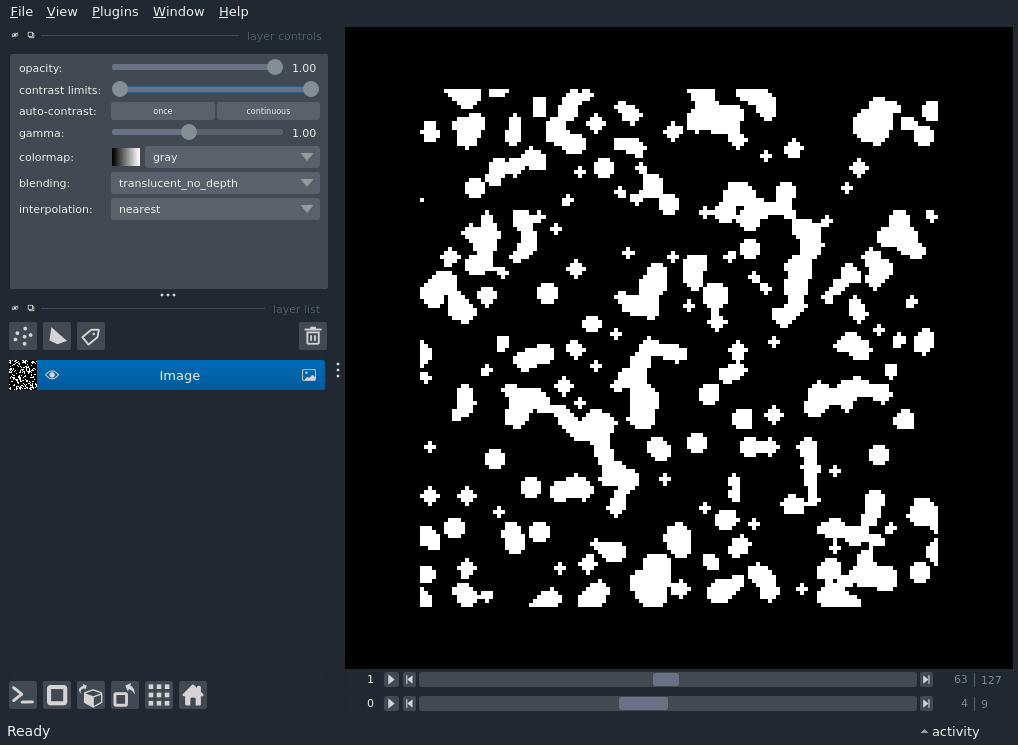 File View Plugins Window Help
layer controls
opacity: 1.00
contrast limits:
auto-contrast: once continuous
gamma: 1.00
colormap: gray
blending: translucent_no_depth
interpolation: nearest
layer list
Image
1 63 127
0 4 9
Ready activity